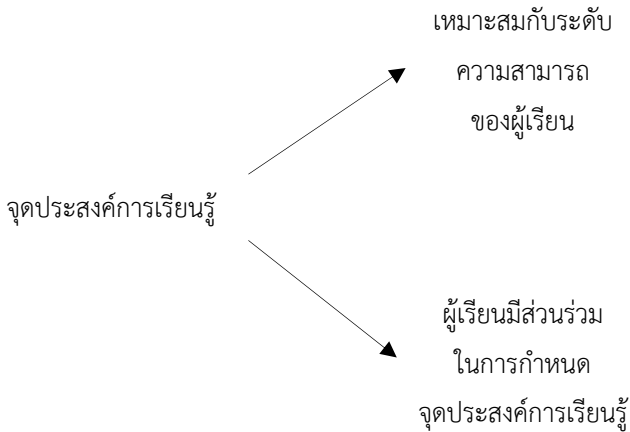 เหมาะสมกับระดับ
ความสามารถ
ของผู้เรียน
จุดประสงค์การเรียนรู้
ผู้เรียนมีส่วนร่วม
ในการกำหนด
จุดประสงค์การเรียนรู้